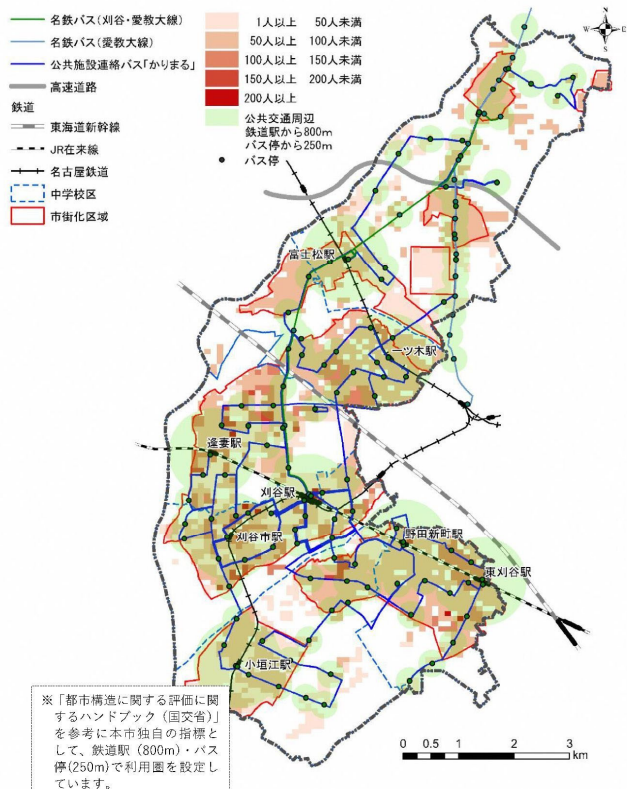 名鉄バス(刈谷・愛教大線)
名鉄バス(愛教大線)
公共施設連絡バス「かりまる」
高速道路
鉄道
東海道新幹線
JR在来線
名古屋鉄道
中学校区
市街化区域
1人以上 50人未満
50人以上 100人未満
100人以上 150人未満
150人以上 200人未満
200人以上
公共交通周辺
鉄道駅から800m
バス停から250m
バス停
N
W E
S
富士松駅
一ツ木駅
逢妻駅
刈谷駅
刈谷市駅
野田新町駅
東刈谷駅
小垣江駅
※「都市構造に関する評価に関
するハンドブック(国交省)」
を参考に本市独自の指標と
して、鉄道駅(800m)・バス
停(250m)で利用圏を設定し
ています。
0 0.5 1 2 3
km